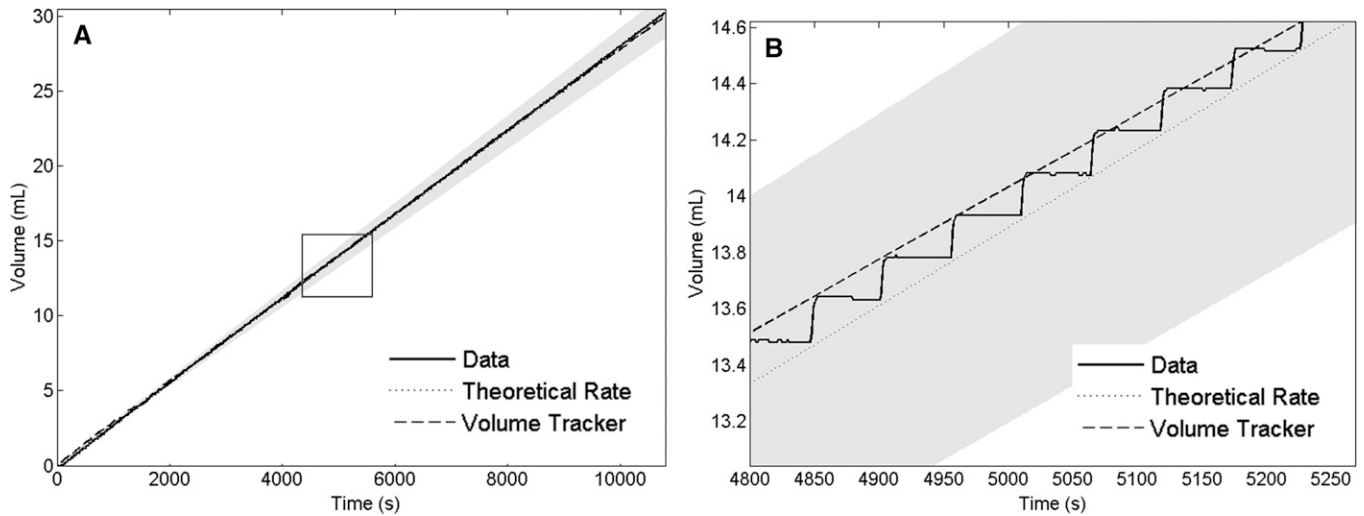 A
30
25
20
15
10
5
0
Volume (mL)
0
2000
4000
6000
8000
10000
Time (s)
Data
Theoretical Rate
Volume Tracker
B
14.6
14.4
14.2
14
13.8
13.6
13.4
13.2
Volume (mL)
4800
4850
4900
4950
5000
5050
5100
5150
5200
5250
Time (s)
Data
Theoretical Rate
Volume Tracker